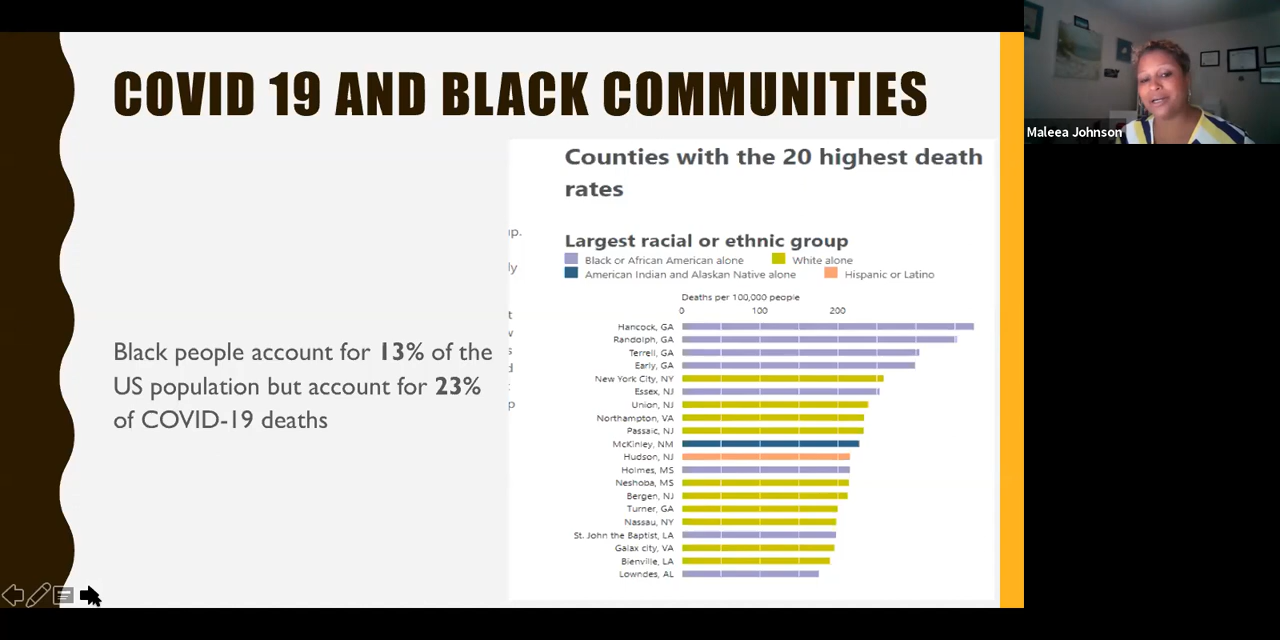 COVID 19 AND BLACK COMMUNITIES
Maleea Johnson
Black people account for 13% of the
US population but account for 23%
of COVID-19 deaths
Counties with the 20 highest death
rates
Largest racial or ethnic group
Black or African American alone White alone
American Indian and Alaskan Native alone Hispanic or Latino
Deaths per 100,000 people
0 100 200
Hancock, GA
Randolph, GA
Terrell, GA
Early, GA
New York City, NY
Essex, NJ
Union, NJ
Northampton, VA
Passaic, NJ
McKinley, NM
Hudson, NJ
Holmes, MS
Neshoba, MS
Bergen, NJ
Turner, GA
Nassau, NY
St. John the Baptist, LA
Galax city, VA
Bienville, LA
Lowndes, AL